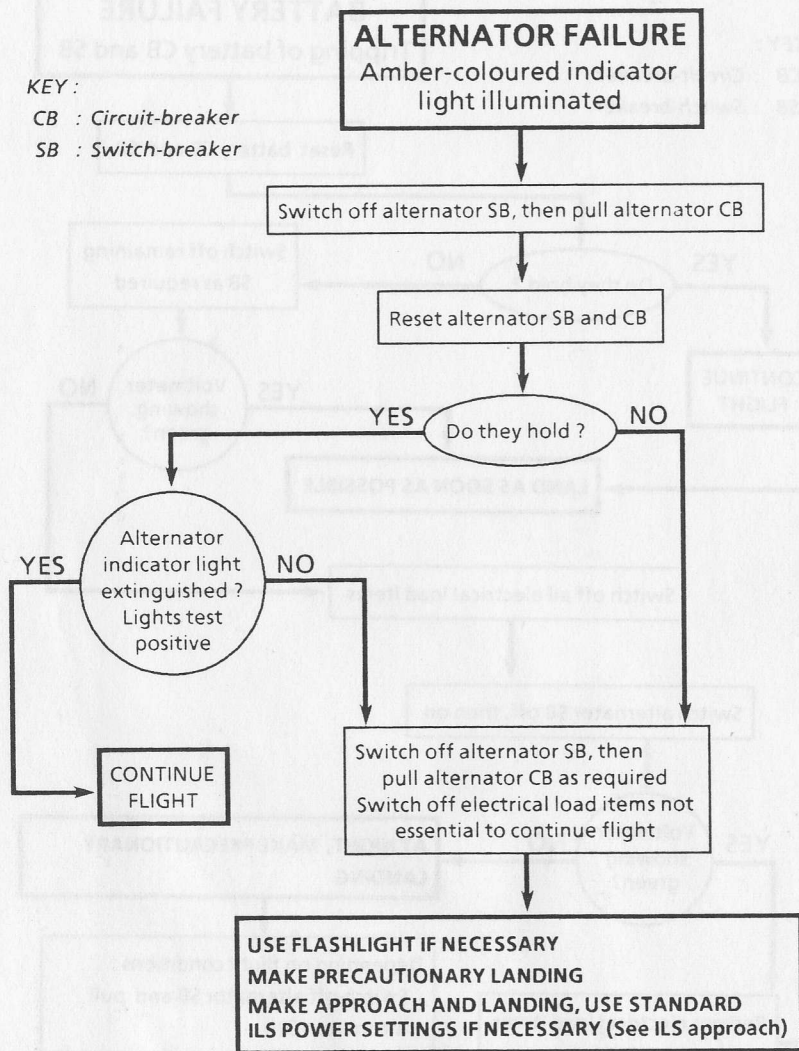 ALTERNATOR FAILURE
Amber-coloured indicator
light illuminated
KEY :
CB : Circuit-breaker
SB : Switch-breaker
Switch off alternator SB, then pull alternator CB
Reset alternator SB and CB
YES
Do they hold ?
NO
Alternator
indicator light
extinguished ?
Lights test
positive
YES
NO
CONTINUE
FLIGHT
Switch off alternator SB, then
pull alternator CB as required
Switch off electrical load items not
essential to continue flight
USE FLASHLIGHT IF NECESSARY
MAKE PRECAUTIONARY LANDING
MAKE APPROACH AND LANDING, USE STANDARD
ILS POWER SETTINGS IF NECESSARY (See ILS approach)